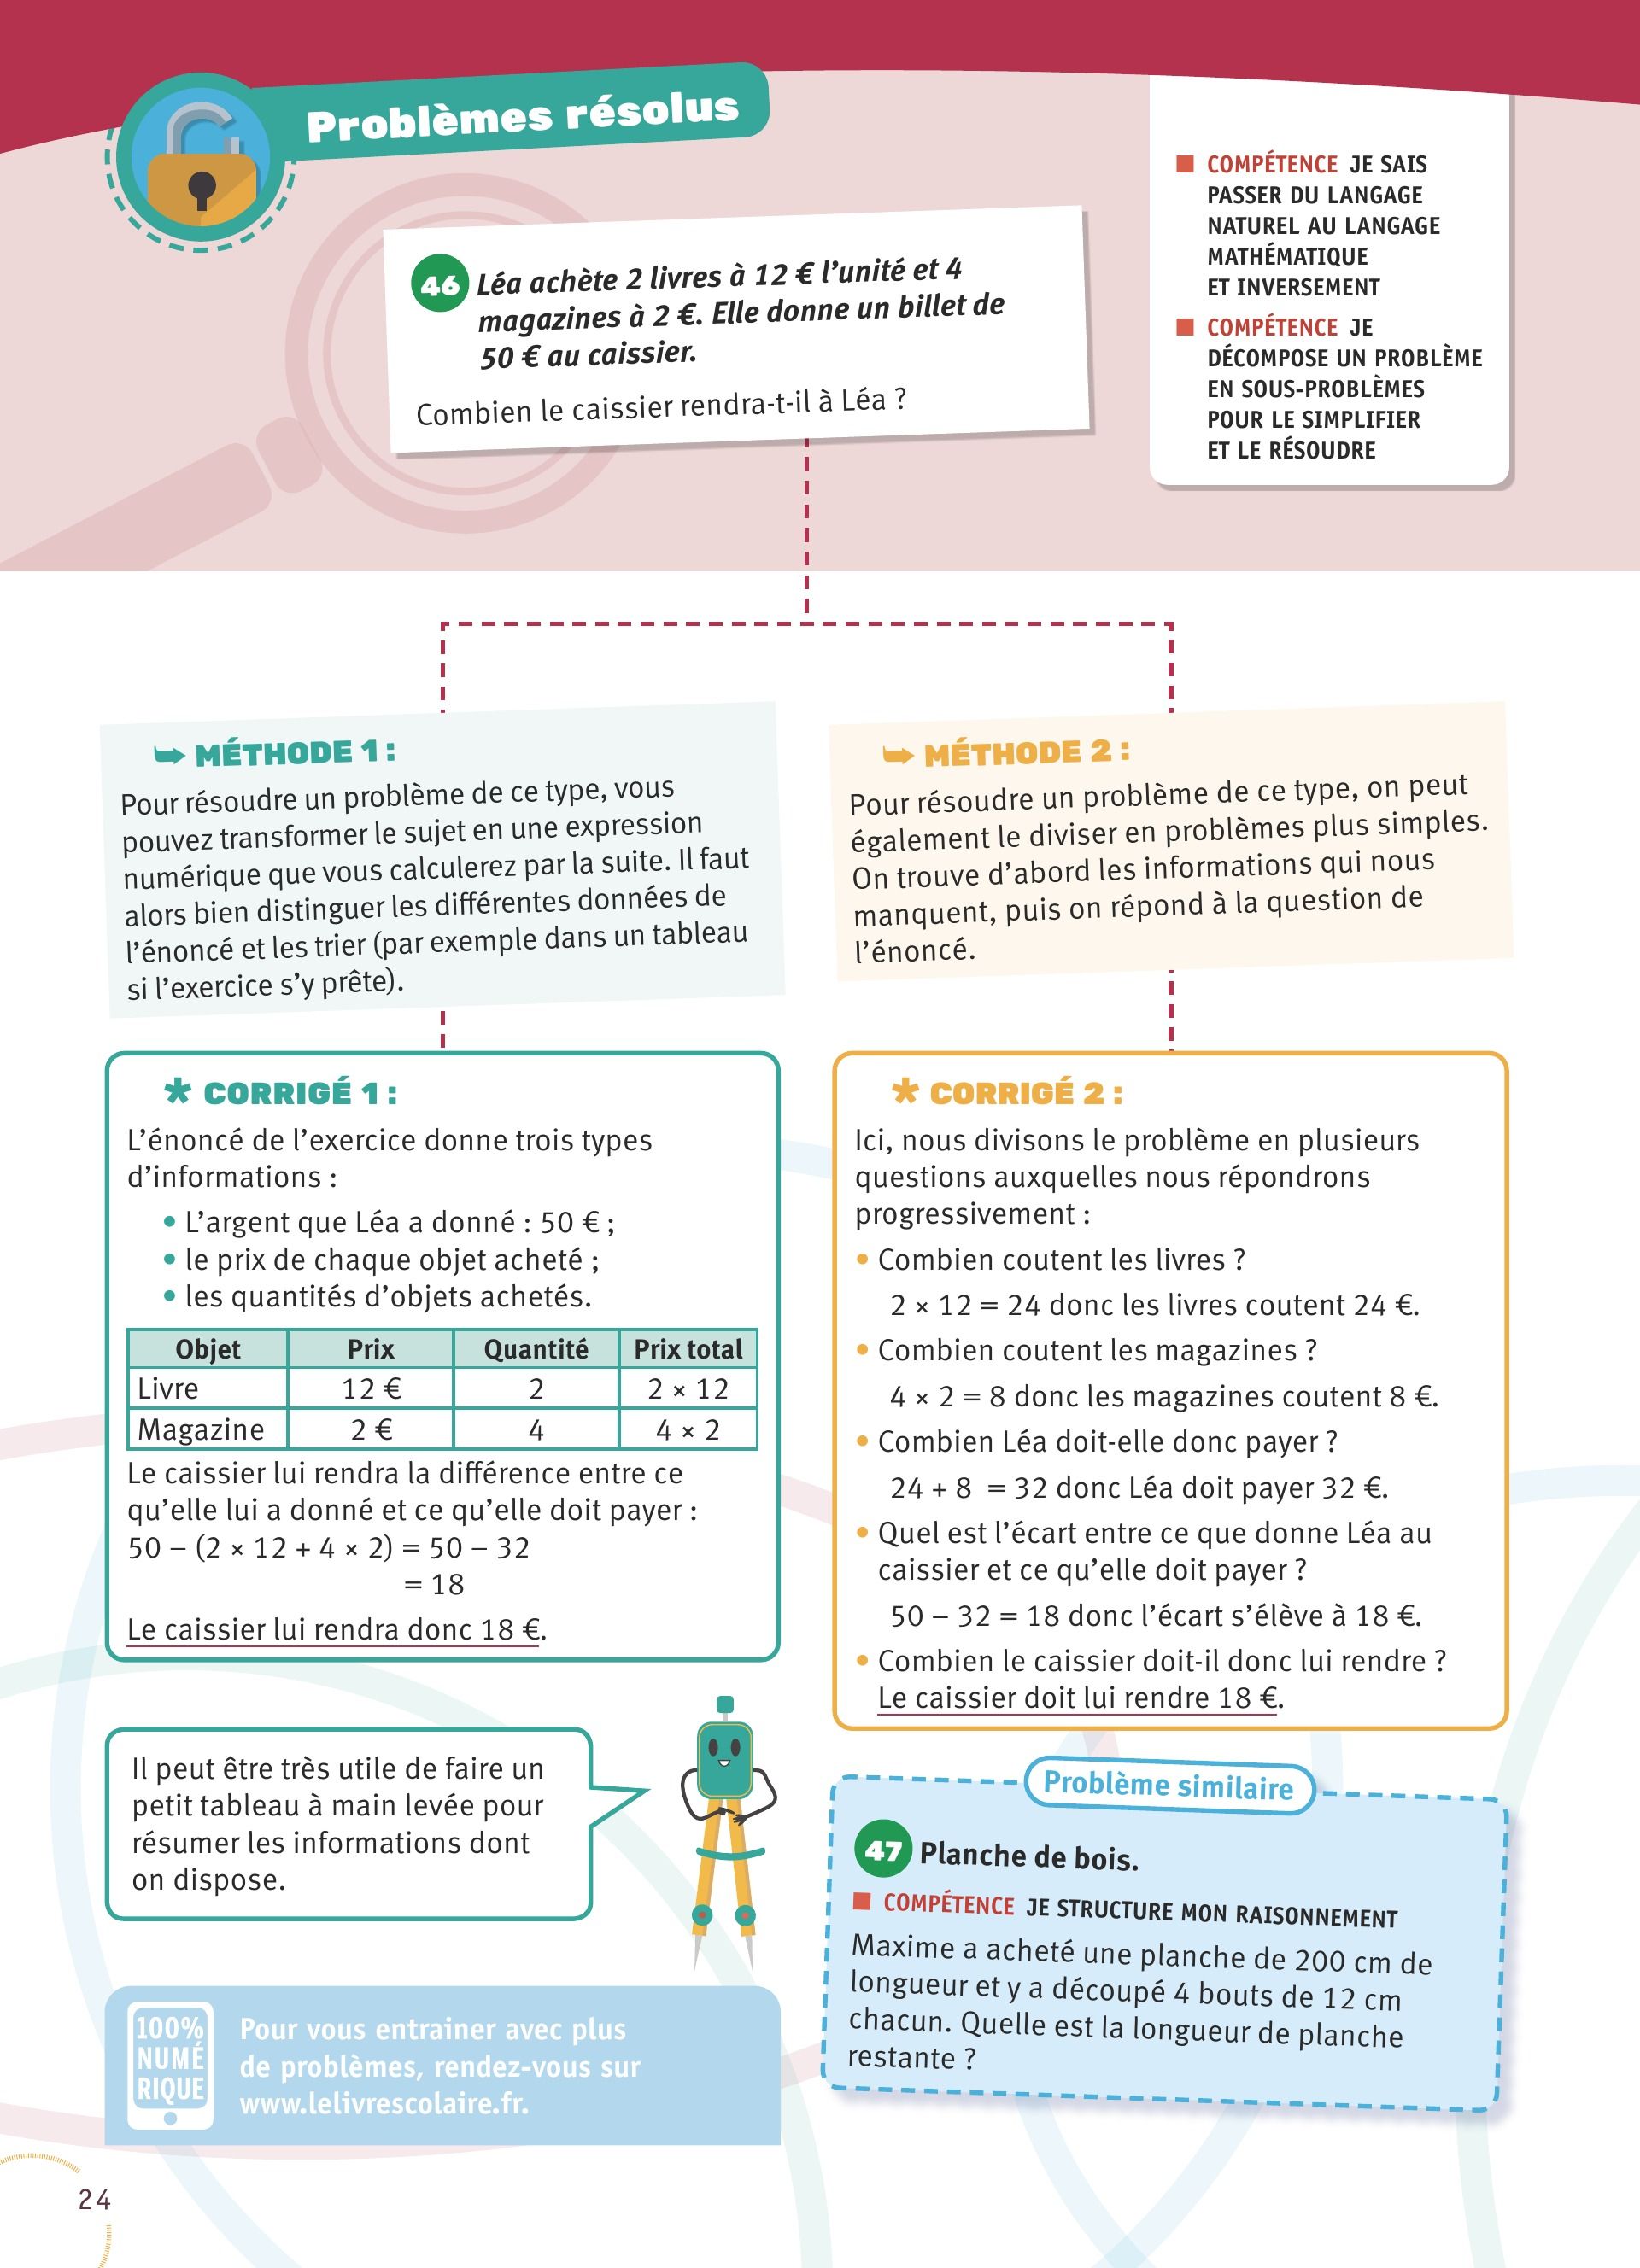 Problèmes résolus
COMPÉTENCE JE SAIS
PASSER DU LANGAGE
NATUREL AU LANGAGE
MATHÉMATIQUE
ET INVERSEMENT
COMPÉTENCE JE
DÉCOMPOSE UN PROBLÈME
EN SOUS-PROBLÈMES
POUR LE SIMPLIFIER
ET LE RÉSOUDRE
46 Léa achète 2 livres à 12 € l’unité et 4
magazines à 2 €. Elle donne un billet de
50 € au caissier.
Combien le caissier rendra-t-il à Léa ?
MÉTHODE 1 :
Pour résoudre un problème de ce type, vous
pouvez transformer le sujet en une expression
numérique que vous calculerez par la suite. Il faut
alors bien distinguer les différentes données de
l’énoncé et les trier (par exemple dans un tableau
si l’exercice s’y prête).
MÉTHODE 2 :
Pour résoudre un problème de ce type, on peut
également le diviser en problèmes plus simples.
On trouve d’abord les informations qui nous
manquent, puis on répond à la question de
l’énoncé.
* CORRIGÉ 1 :
L’énoncé de l’exercice donne trois types
d’informations :
• L’argent que Léa a donné : 50 € ;
• le prix de chaque objet acheté ;
• les quantités d’objets achetés.
Objet Prix Quantité Prix total
Livre 12 € 2 2 × 12
Magazine 2 € 4 4 × 2
Le caissier lui rendra la différence entre ce
qu’elle lui a donné et ce qu’elle doit payer :
50 – (2 × 12 + 4 × 2) = 50 – 32
= 18
Le caissier lui rendra donc 18 €.
* CORRIGÉ 2 :
Ici, nous divisons le problème en plusieurs
questions auxquelles nous répondrons
progressivement :
• Combien coutent les livres ?
2 × 12 = 24 donc les livres coutent 24 €.
• Combien coutent les magazines ?
4 × 2 = 8 donc les magazines coutent 8 €.
• Combien Léa doit-elle donc payer ?
24 + 8 = 32 donc Léa doit payer 32 €.
• Quel est l’écart entre ce que donne Léa au
caissier et ce qu’elle doit payer ?
50 – 32 = 18 donc l’écart s’élève à 18 €.
• Combien le caissier doit-il donc lui rendre ?
Le caissier doit lui rendre 18 €.
Il peut être très utile de faire un
petit tableau à main levée pour
résumer les informations dont
on dispose.
100%
NUMÉ
RIQUE
Pour vous entrainer avec plus
de problèmes, rendez-vous sur
www.lelivrescolaire.fr.
Problème similaire
47 Planche de bois.
COMPÉTENCE JE STRUCTURE MON RAISONNEMENT
Maxime a acheté une planche de 200 cm de
longueur et y a découpé 4 bouts de 12 cm
chacun. Quelle est la longueur de planche
restante ?
24